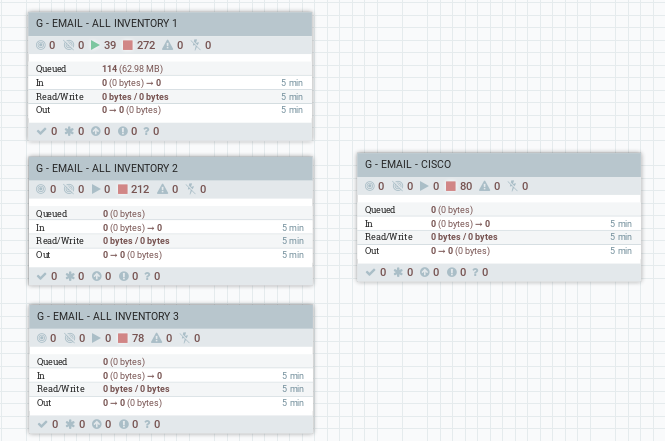 G - EMAIL - ALL INVENTORY 1
0 0 39 272 0 0
Queued 114 (62.98 MB)
In 0 (0 bytes) → 0 5 min
Read/Write 0 bytes / 0 bytes 5 min
Out 0 → 0 (0 bytes) 5 min
0 0 0 0 ? 0
G - EMAIL - ALL INVENTORY 2
0 0 0 212 0 0
Queued 0 (0 bytes)
In 0 (0 bytes) → 0 5 min
Read/Write 0 bytes / 0 bytes 5 min
Out 0 → 0 (0 bytes) 5 min
0 0 0 0 ? 0
G - EMAIL - CISCO
0 0 0 80 0 0
Queued 0 (0 bytes)
In 0 (0 bytes) → 0 5 min
Read/Write 0 bytes / 0 bytes 5 min
Out 0 → 0 (0 bytes) 5 min
0 0 0 0 ? 0
G - EMAIL - ALL INVENTORY 3
0 0 0 78 0 0
Queued 0 (0 bytes)
In 0 (0 bytes) → 0 5 min
Read/Write 0 bytes / 0 bytes 5 min
Out 0 → 0 (0 bytes) 5 min
0 0 0 0 ? 0